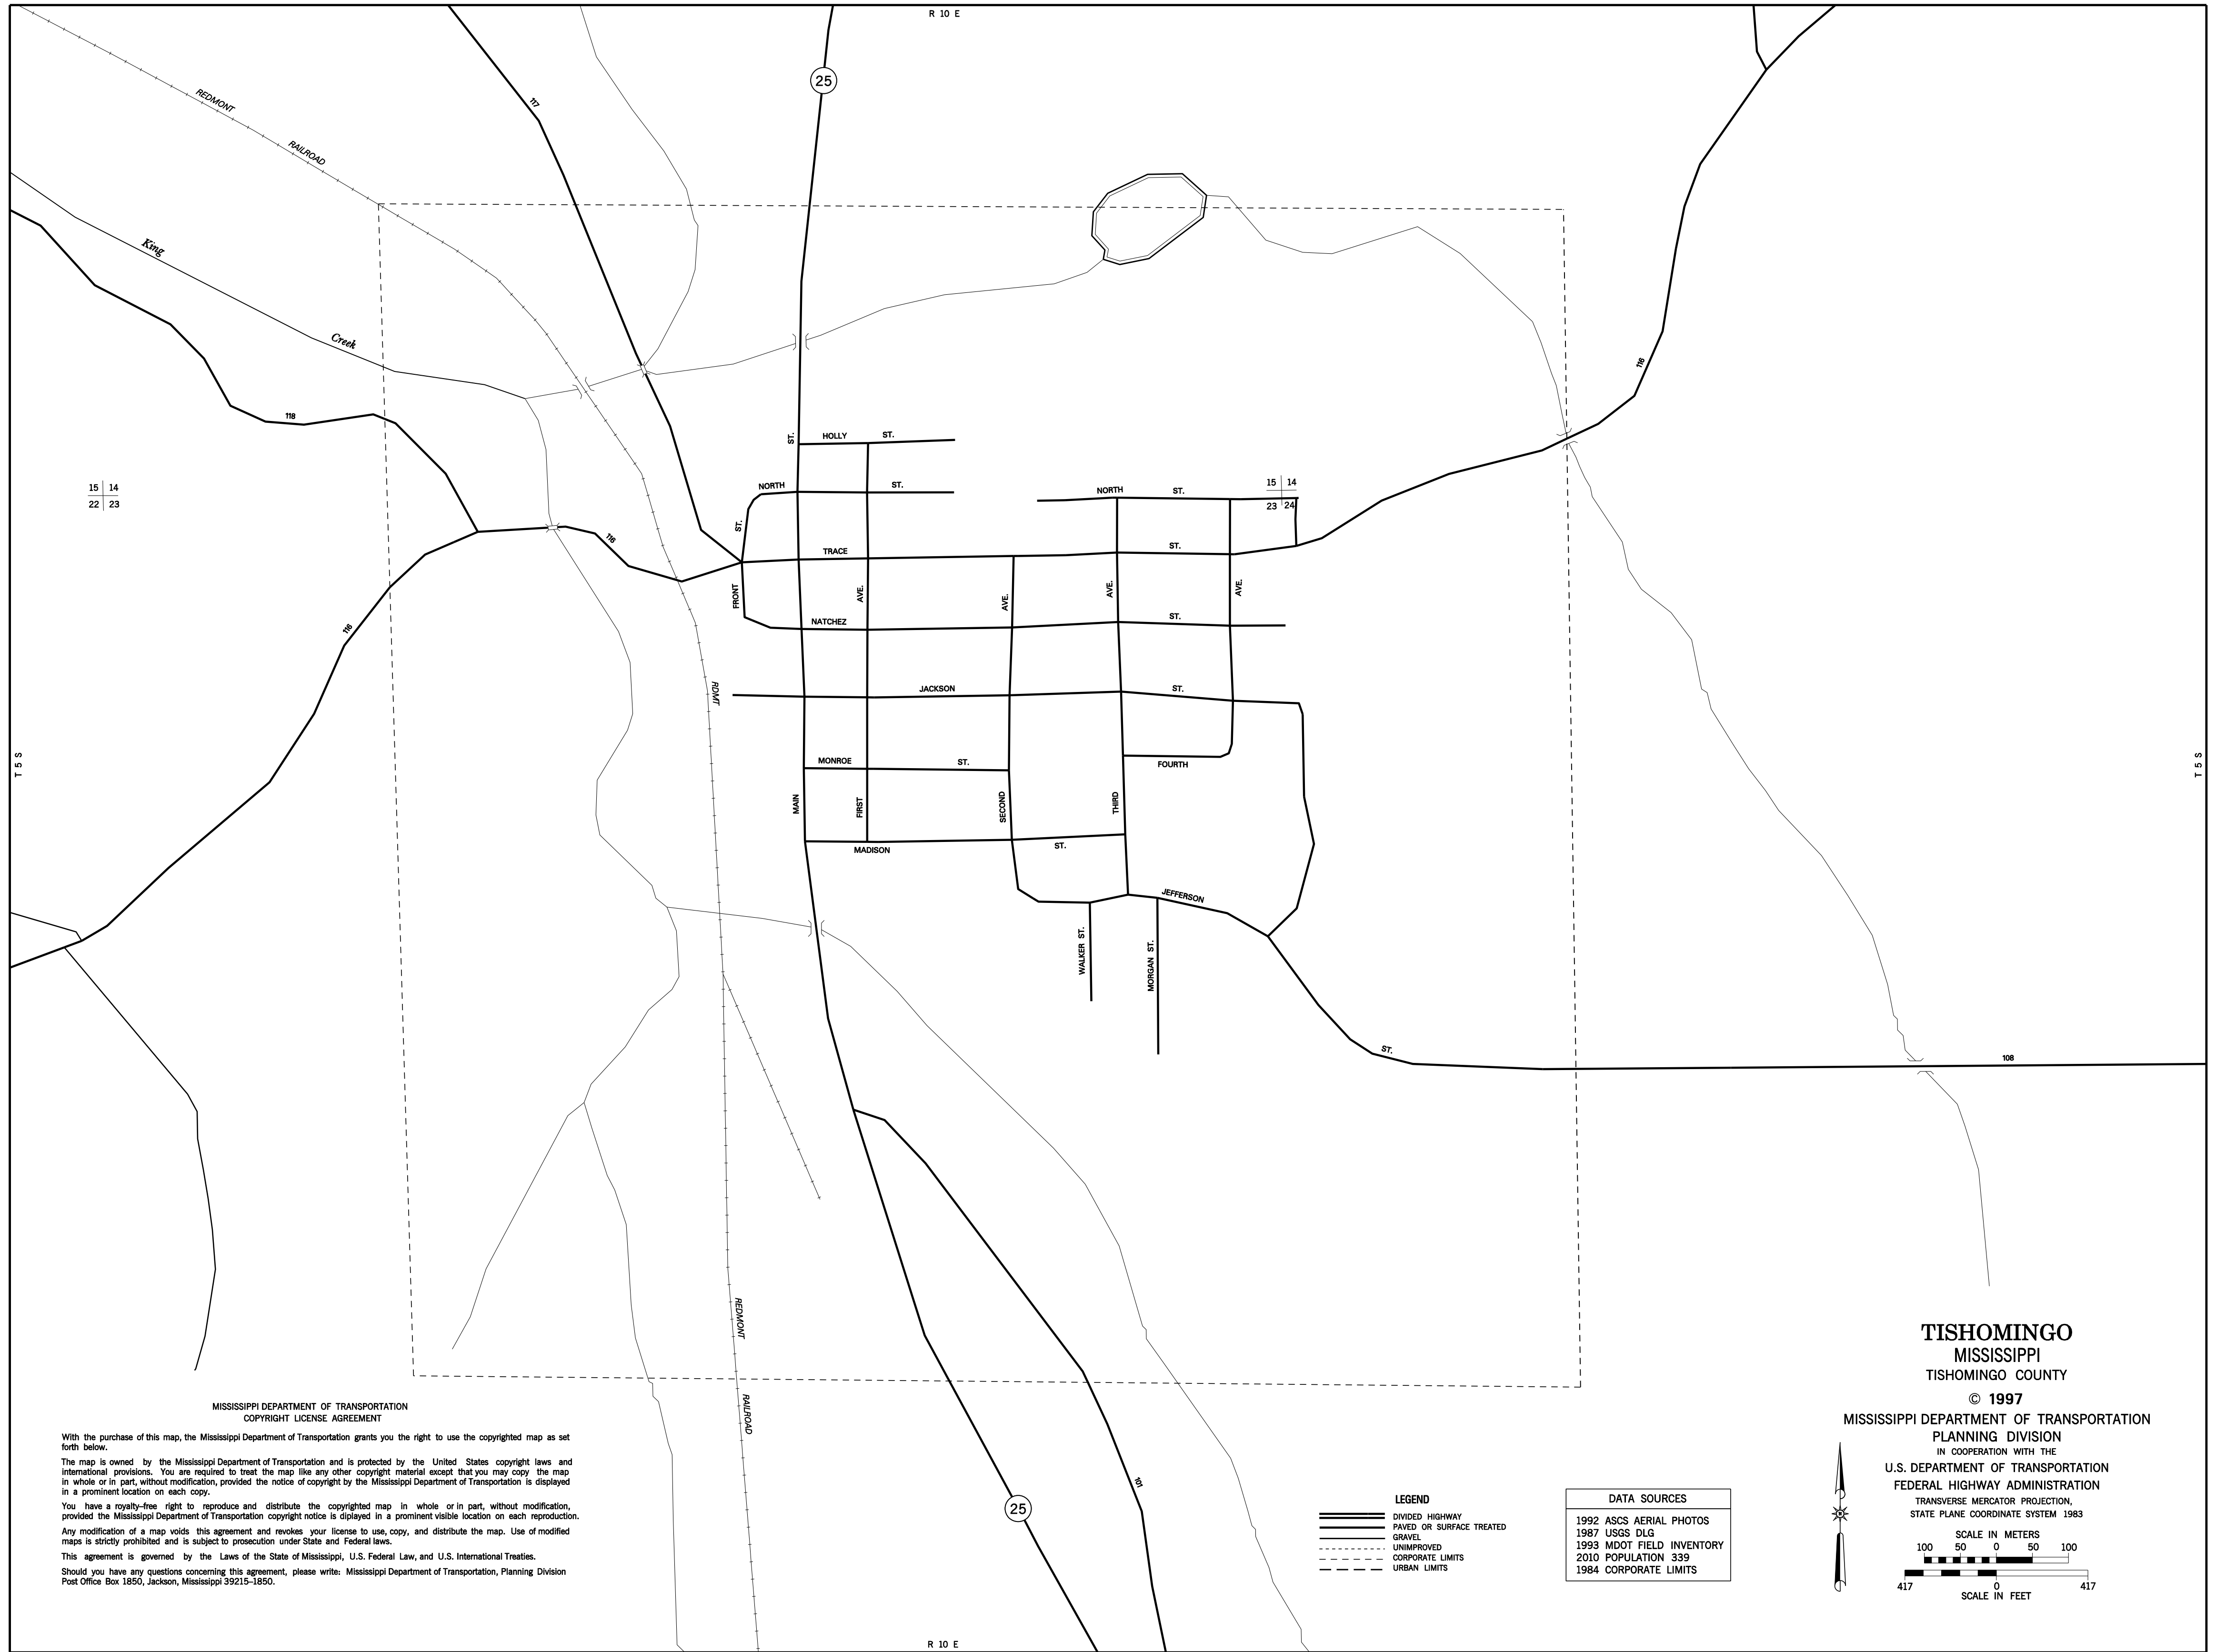 R 10 E
25
117
REDMONT
RAILROAD
King
Creek
118
116
15 14
22 23
15 14
23 24
ST.
HOLLY ST.
NORTH ST.
NORTH ST.
ST.
TRACE ST.
116
116
FRONT
AVE.
AVE.
AVE.
AVE.
NATCHEZ ST.
RDMT
JACKSON ST.
T 5 S
T 5 S
MONROE ST.
FOURTH
MAIN
FIRST
SECOND
THIRD
MADISON ST.
JEFFERSON
WALKER ST.
MORGAN ST.
ST.
108
REDMONT
RAILROAD
101
25
R 10 E
MISSISSIPPI DEPARTMENT OF TRANSPORTATION
COPYRIGHT LICENSE AGREEMENT
With the purchase of this map, the Mississippi Department of Transportation grants you the right to use the copyrighted map as set
forth below.
The map is owned by the Mississippi Department of Transportation and is protected by the United States copyright laws and
international provisions. You are required to treat the map like any other copyright material except that you may copy the map
in whole or in part, without modification, provided the notice of copyright by the Mississippi Department of Transportation is displayed
in a prominent location on each copy.
You have a royalty-free right to reproduce and distribute the copyrighted map in whole or in part, without modification,
provided the Mississippi Department of Transportation copyright notice is diplayed in a prominent visible location on each reproduction.
Any modification of a map voids this agreement and revokes your license to use, copy, and distribute the map. Use of modified
maps is strictly prohibited and is subject to prosecution under State and Federal laws.
This agreement is governed by the Laws of the State of Mississippi, U.S. Federal Law, and U.S. International Treaties.
Should you have any questions concerning this agreement, please write: Mississippi Department of Transportation, Planning Division
Post Office Box 1850, Jackson, Mississippi 39215-1850.
LEGEND
DIVIDED HIGHWAY
PAVED OR SURFACE TREATED
GRAVEL
UNIMPROVED
CORPORATE LIMITS
URBAN LIMITS
DATA SOURCES
1992 ASCS AERIAL PHOTOS
1987 USGS DLG
1993 MDOT FIELD INVENTORY
2010 POPULATION 339
1984 CORPORATE LIMITS
TISHOMINGO
MISSISSIPPI
TISHOMINGO COUNTY
© 1997
MISSISSIPPI DEPARTMENT OF TRANSPORTATION
PLANNING DIVISION
IN COOPERATION WITH THE
U.S. DEPARTMENT OF TRANSPORTATION
FEDERAL HIGHWAY ADMINISTRATION
TRANSVERSE MERCATOR PROJECTION,
STATE PLANE COORDINATE SYSTEM 1983
SCALE IN METERS
100 50 0 50 100
417 0 417
SCALE IN FEET